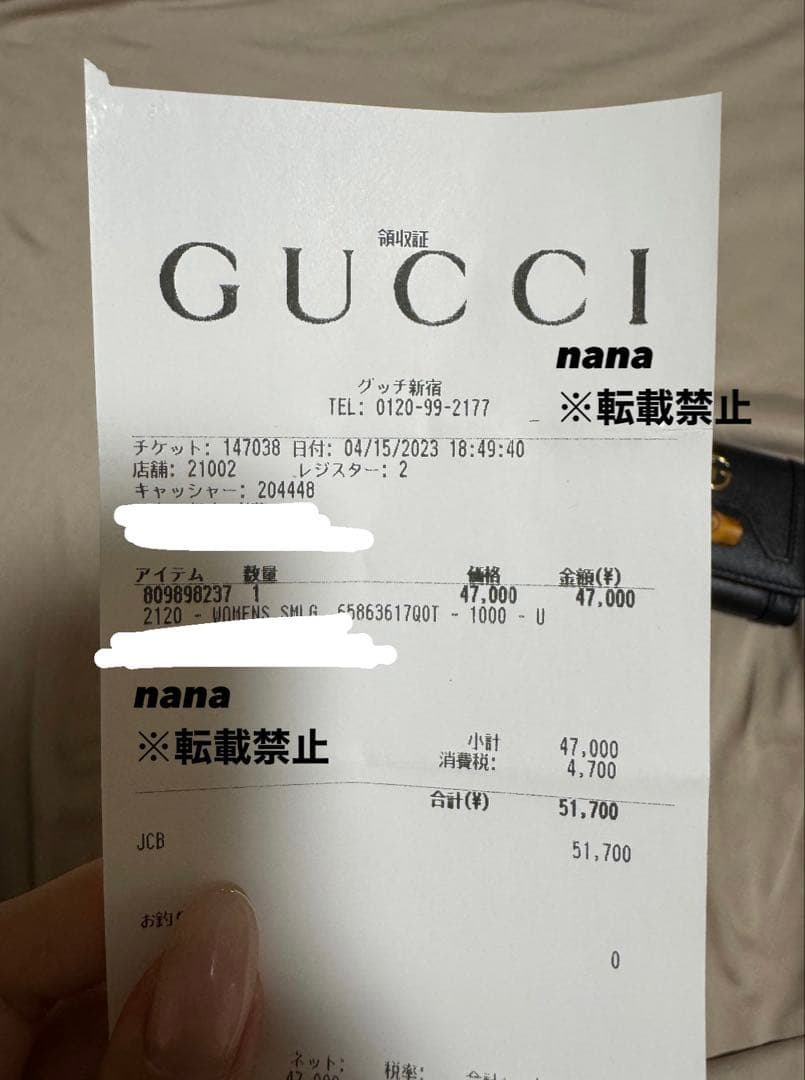 領収証
GUCCI
nana
※転載禁止
グッチ新宿
TEL: 0120-99-2177
チケット: 147038 日付: 04/15/2023 18:49:40
店舗: 21002 レジスター: 2
キャッシャー: 204448
アイテム 数量 価格 金額(¥)
809898237 1 47,000 47,000
2120 - WOMENS SMLG 65863617Q0T - 1000 - U
nana
※転載禁止
小計 47,000
消費税: 4,700
合計(¥) 51,700
JCB 51,700
お釣
0
ネット: 税率: